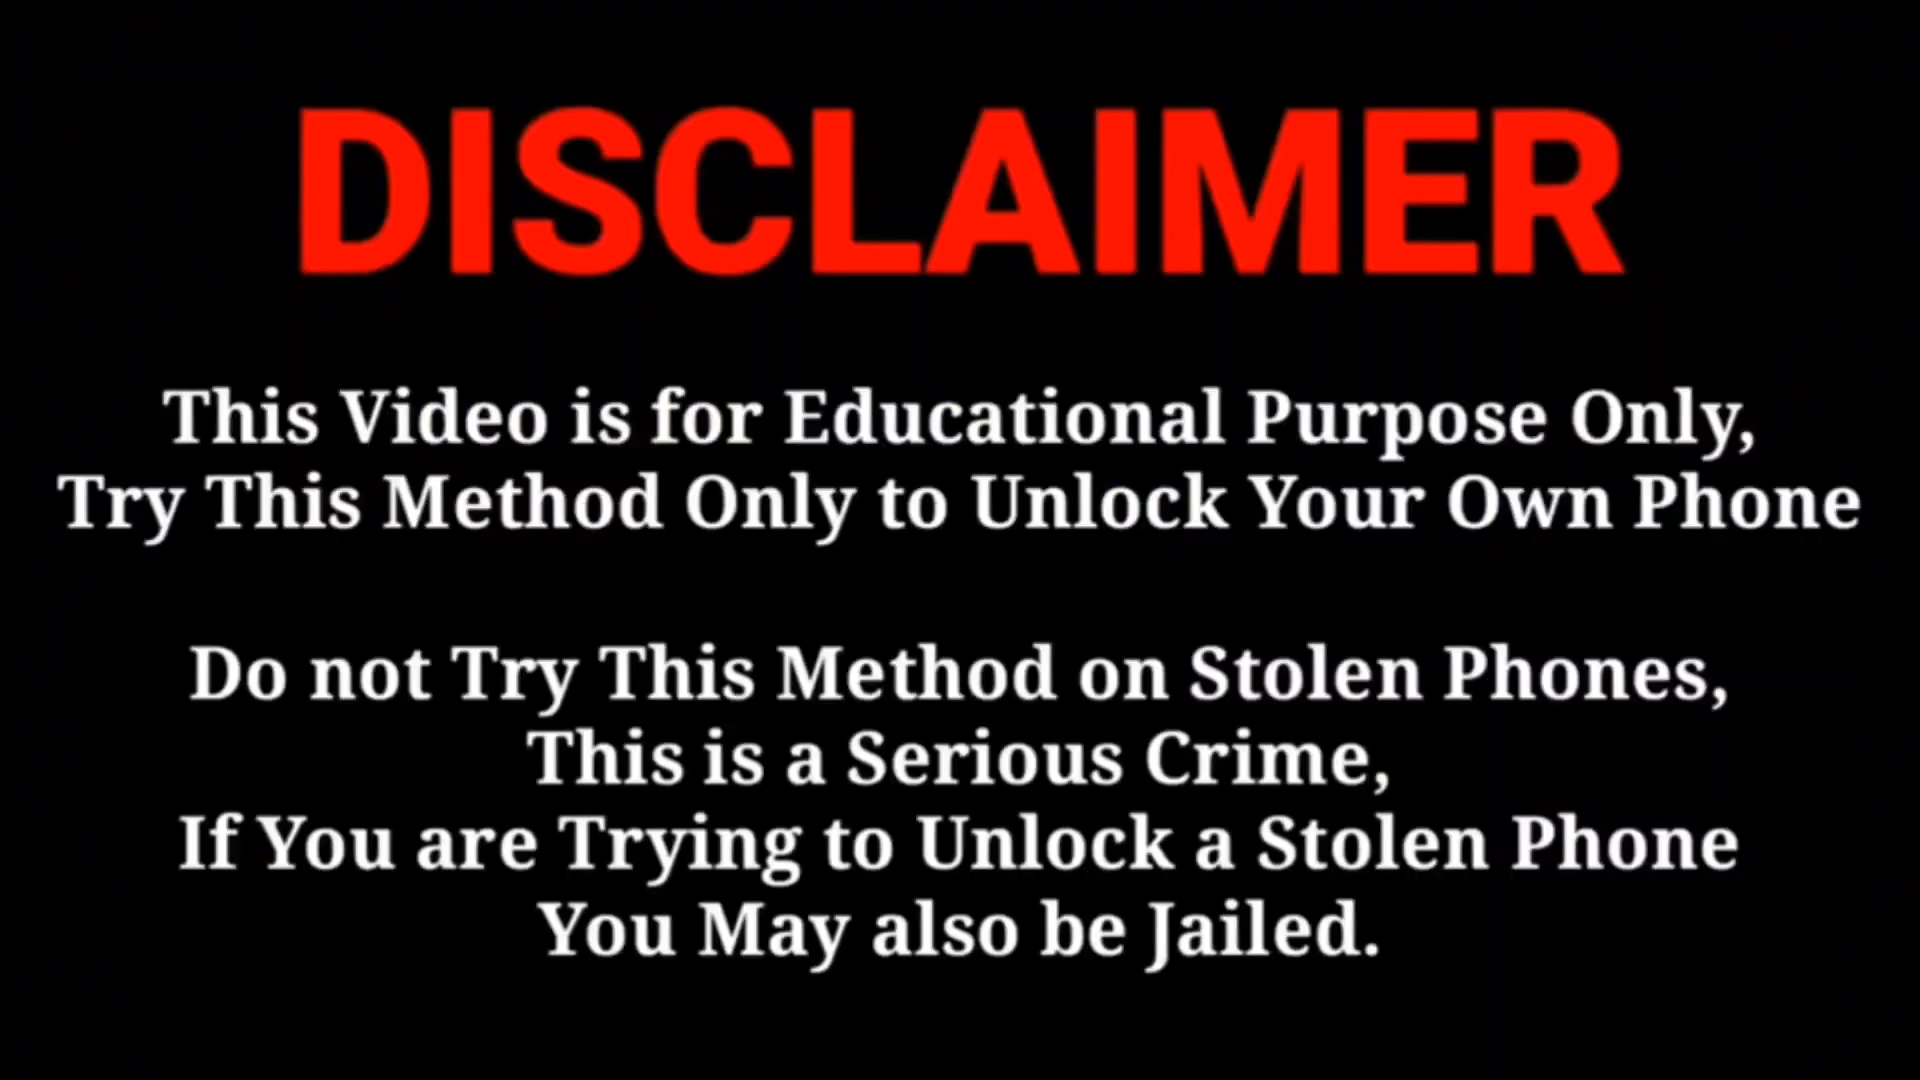 DISCLAIMER
This Video is for Educational Purpose Only,
Try This Method Only to Unlock Your Own Phone
Do not Try This Method on Stolen Phones,
This is a Serious Crime,
If You are Trying to Unlock a Stolen Phone
You May also be Jailed.